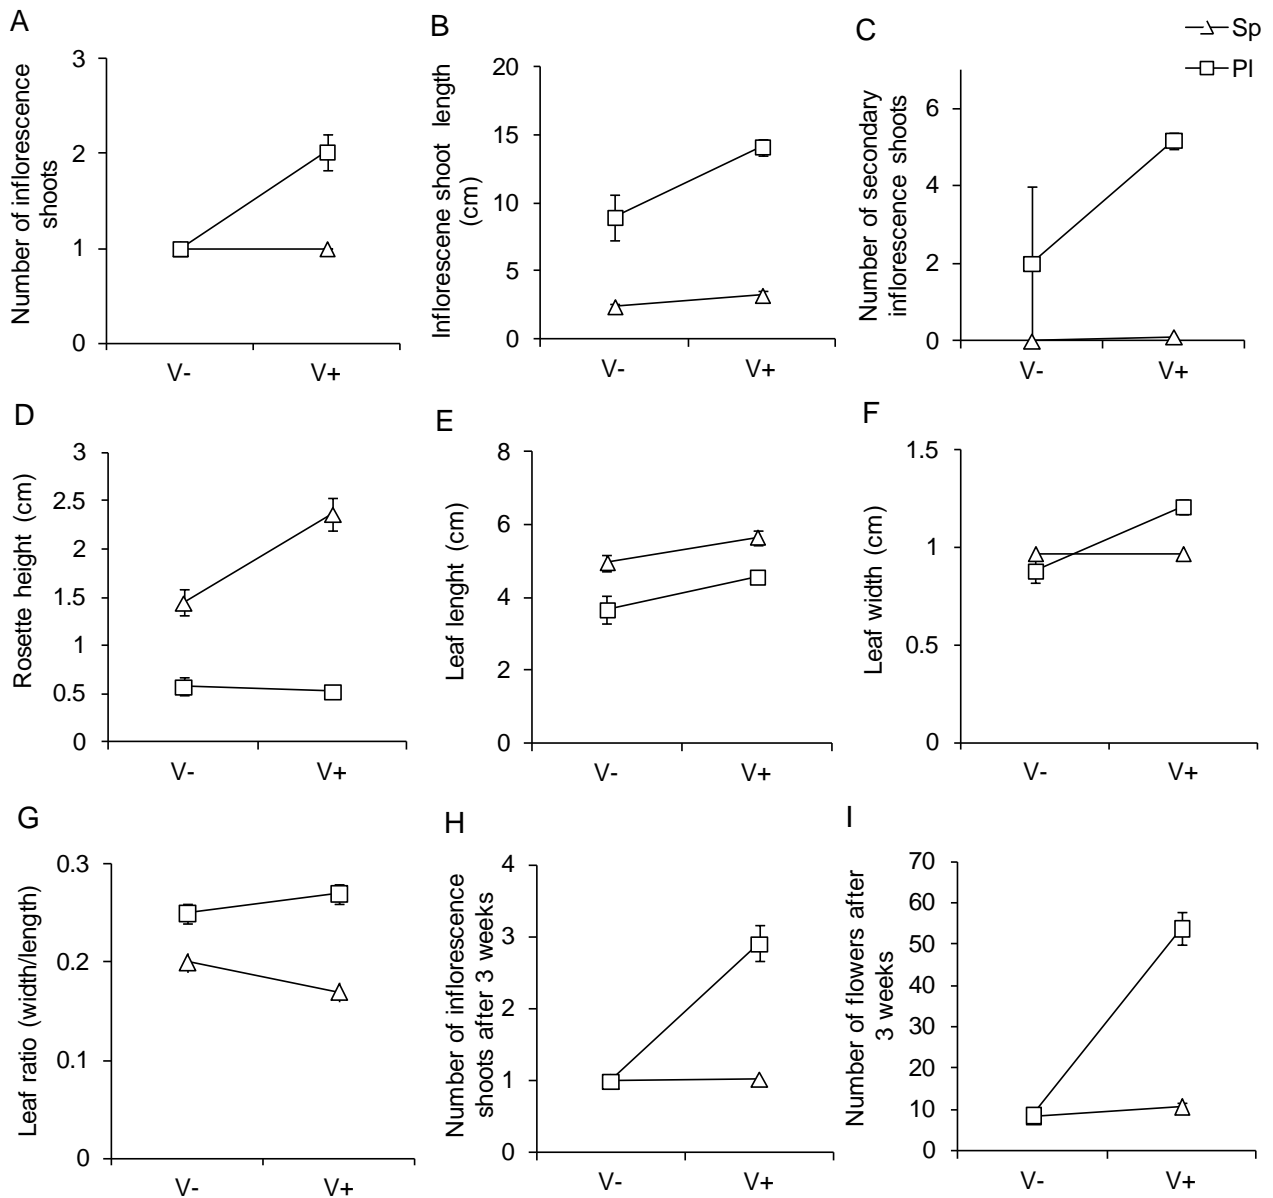 A
Number of inflorescence
shoots
3
2
1
0
V-
V+
B
Inflorescene shoot length
(cm)
20
15
10
5
0
V-
V+
C
Number of secondary
inflorescence shoots
6
4
2
0
V-
V+
Sp
Pl
D
Rosette height (cm)
3
2.5
2
1.5
1
0.5
0
V-
V+
E
Leaf lenght (cm)
8
6
4
2
0
V-
V+
F
Leaf width (cm)
1.5
1
0.5
0
V-
V+
G
Leaf ratio (width/length)
0.3
0.2
0.1
0
V-
V+
H
Number of inflorescence
shoots after 3 weeks
4
3
2
1
0
V-
V+
I
Number of flowers after
3 weeks
70
60
50
40
30
20
10
0
V-
V+